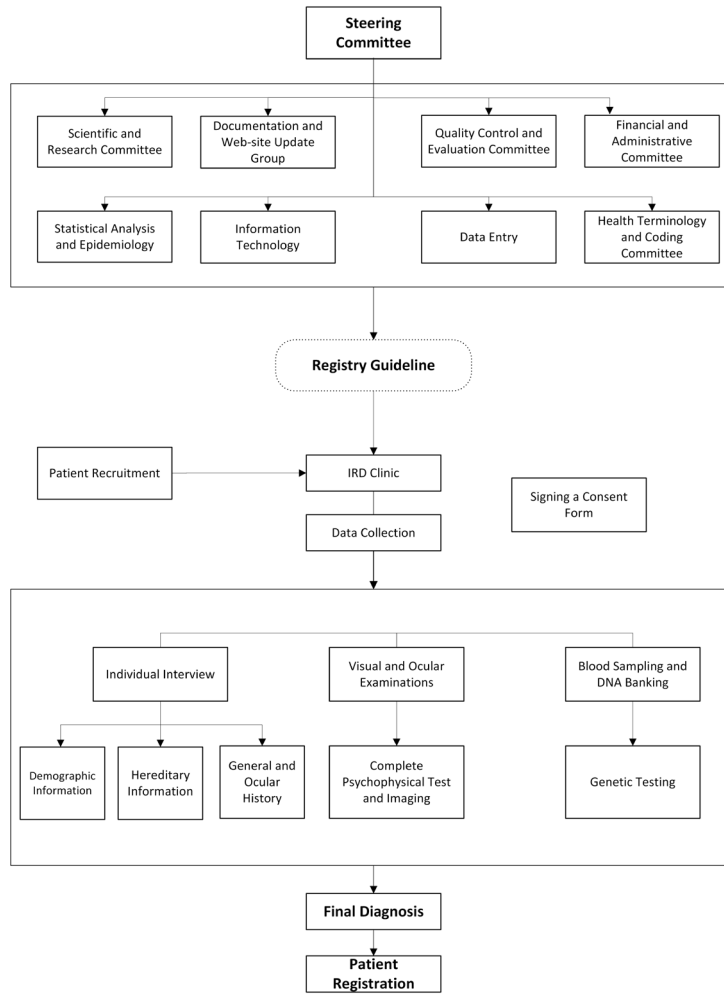 Steering
Committee
Scientific and
Research Committee
Documentation and
Web-site Update
Group
Quality Control and
Evaluation Committee
Financial and
Administrative
Committee
Statistical Analysis
and Epidemiology
Information
Technology
Data Entry
Health Terminology
and Coding
Committee
Registry Guideline
Patient Recruitment
IRD Clinic
Signing a Consent
Form
Data Collection
Individual Interview
Visual and Ocular
Examinations
Blood Sampling and
DNA Banking
Demographic
Information
Hereditary
Information
General and
Ocular
History
Complete
Psychophysical Test
and Imaging
Genetic Testing
Final Diagnosis
Patient
Registration